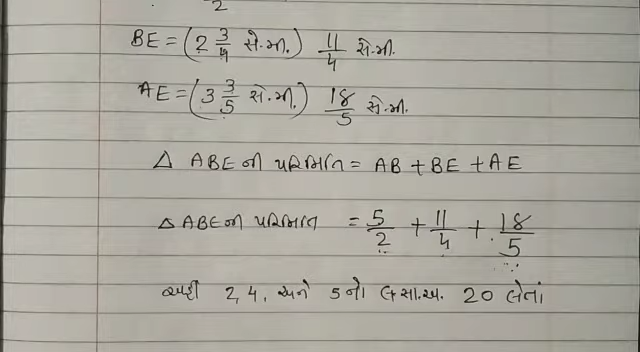 2
BE = (2 3/4 સે.મી.) 11/4 સે.મી.
AE = (3 3/5 સે.મી.) 18/5 સે.મી.
△ ABE ની પરિમિતિ = AB + BE + AE
△ ABE ની પરિમિતિ = 5/2 + 11/4 + 18/5
અહીં 2, 4, અને 5 નો લ.સા.અ. 20 લેતાં